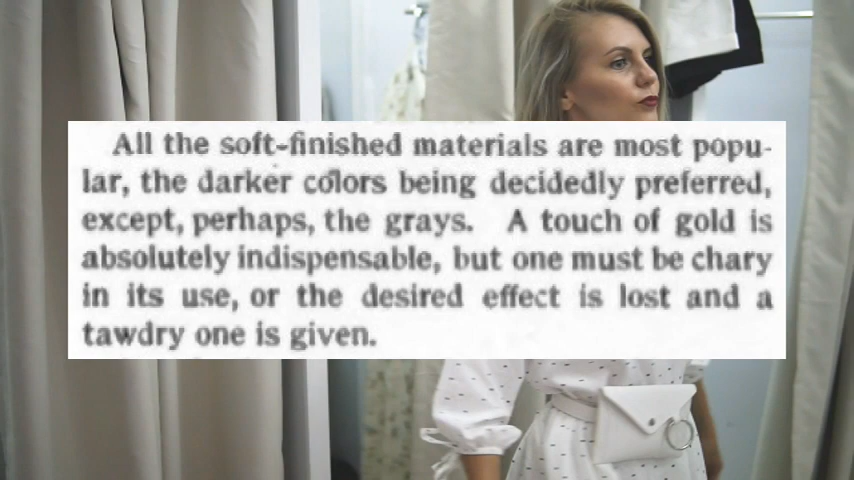 All the soft-finished materials are most popu-
lar, the darker colors being decidedly preferred,
except, perhaps, the grays. A touch of gold is
absolutely indispensable, but one must be chary
in its use, or the desired effect is lost and a
tawdry one is given.